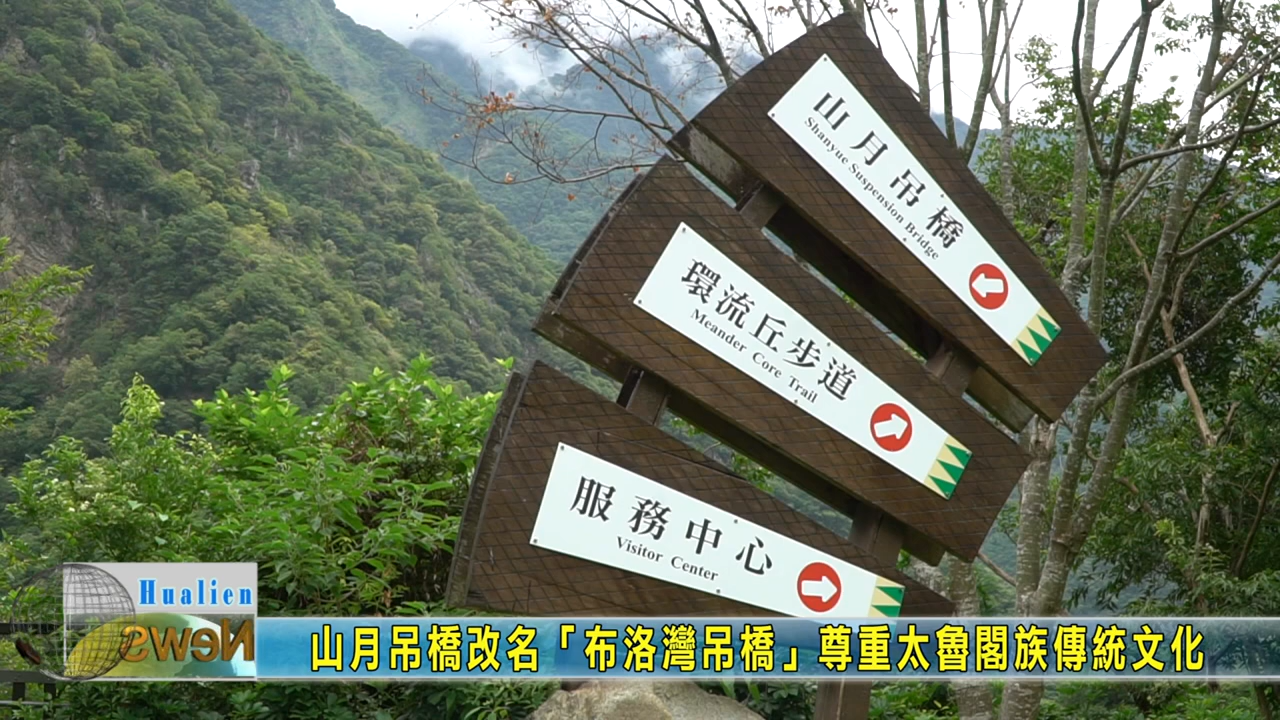 山月吊橋
Shanyue Suspension Bridge
環流丘步道
Meander Core Trail
服務中心
Visitor Center
Hualien
News
山月吊橋改名「布洛灣吊橋」尊重太魯閣族傳統文化